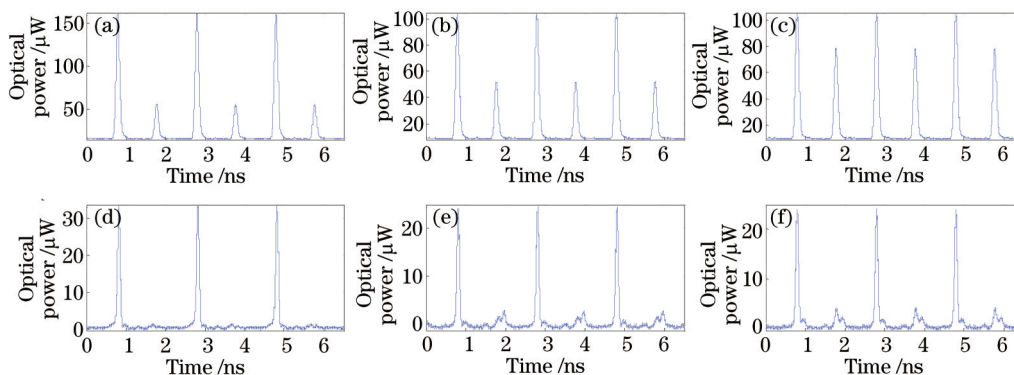 (a)
Optical
power /μW
150
100
50
0 1 2 3 4 5 6
Time /ns
(b)
Optical
power /μW
100
80
60
40
20
0 1 2 3 4 5 6
Time /ns
(c)
Optical
power /μW
100
80
60
40
20
0 1 2 3 4 5 6
Time /ns
(d)
Optical
power /μW
30
20
10
0
0 1 2 3 4 5 6
Time /ns
(e)
Optical
power /μW
20
10
0
0 1 2 3 4 5 6
Time /ns
(f)
Optical
power /μW
20
10
0
0 1 2 3 4 5 6
Time /ns